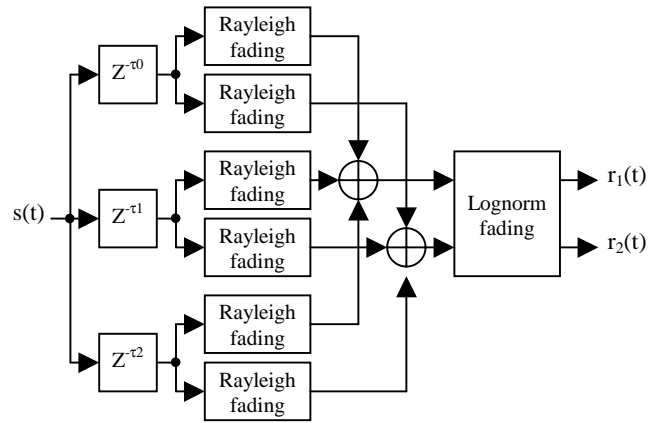 Rayleigh
fading
Z-τ0
Rayleigh
fading
Rayleigh
fading
r1(t)
s(t)
Z-τ1
Lognorm
fading
Rayleigh
fading
r2(t)
Rayleigh
fading
Z-τ2
Rayleigh
fading